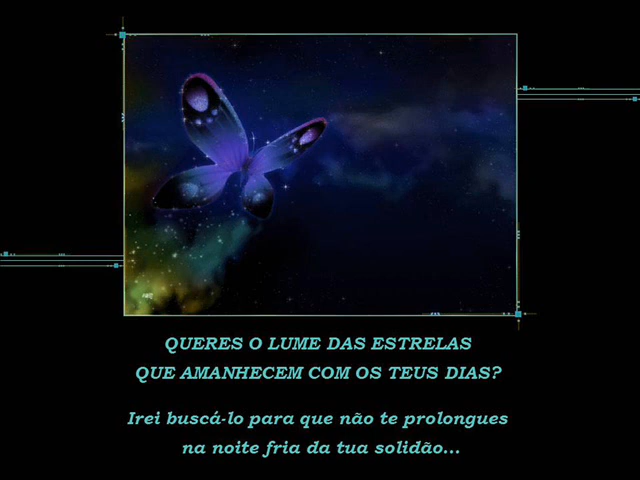 QUERES O LUME DAS ESTRELAS
QUE AMANHECEM COM OS TEUS DIAS?
Irei buscá-lo para que não te prolongues
na noite fria da tua solidão...